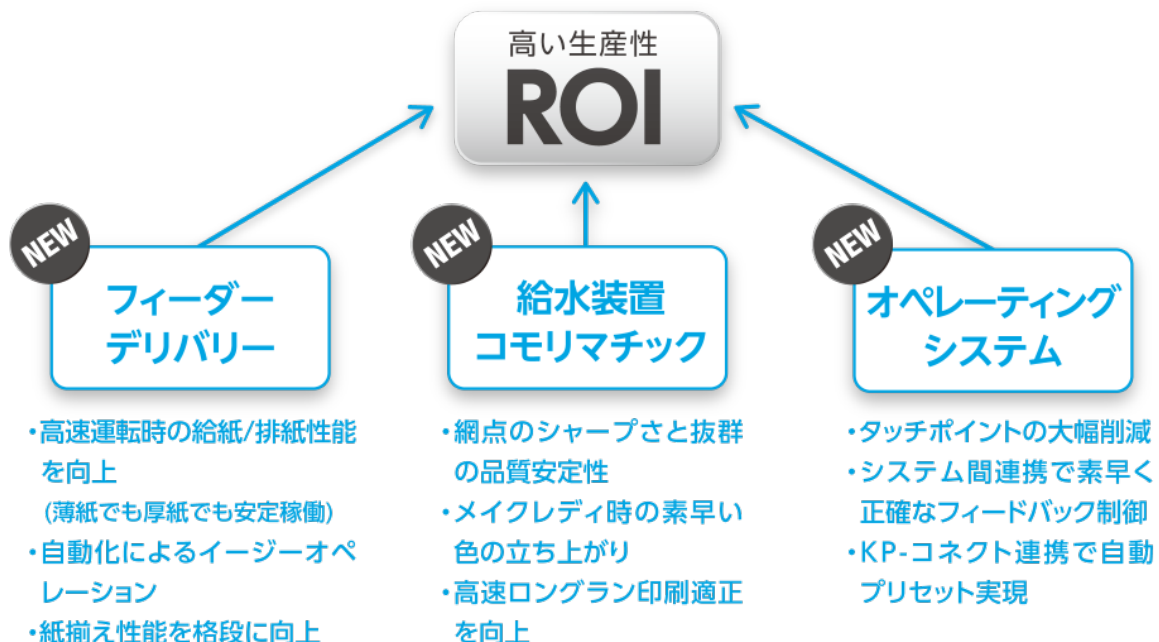 高い生産性
ROI
NEW
フィーダー
デリバリー
・高速運転時の給紙/排紙性能
を向上
(薄紙でも厚紙でも安定稼働)
・自動化によるイージーオペ
レーション
・紙揃え性能を格段に向上
NEW
給水装置
コモリマチック
・網点のシャープさと抜群
の品質安定性
・メイクレディ時の素早い
色の立ち上がり
・高速ロングラン印刷適正
を向上
NEW
オペレーティング
システム
・タッチポイントの大幅削減
・システム間連携で素早く
正確なフィードバック制御
・KP-コネクト連携で自動
プリセット実現